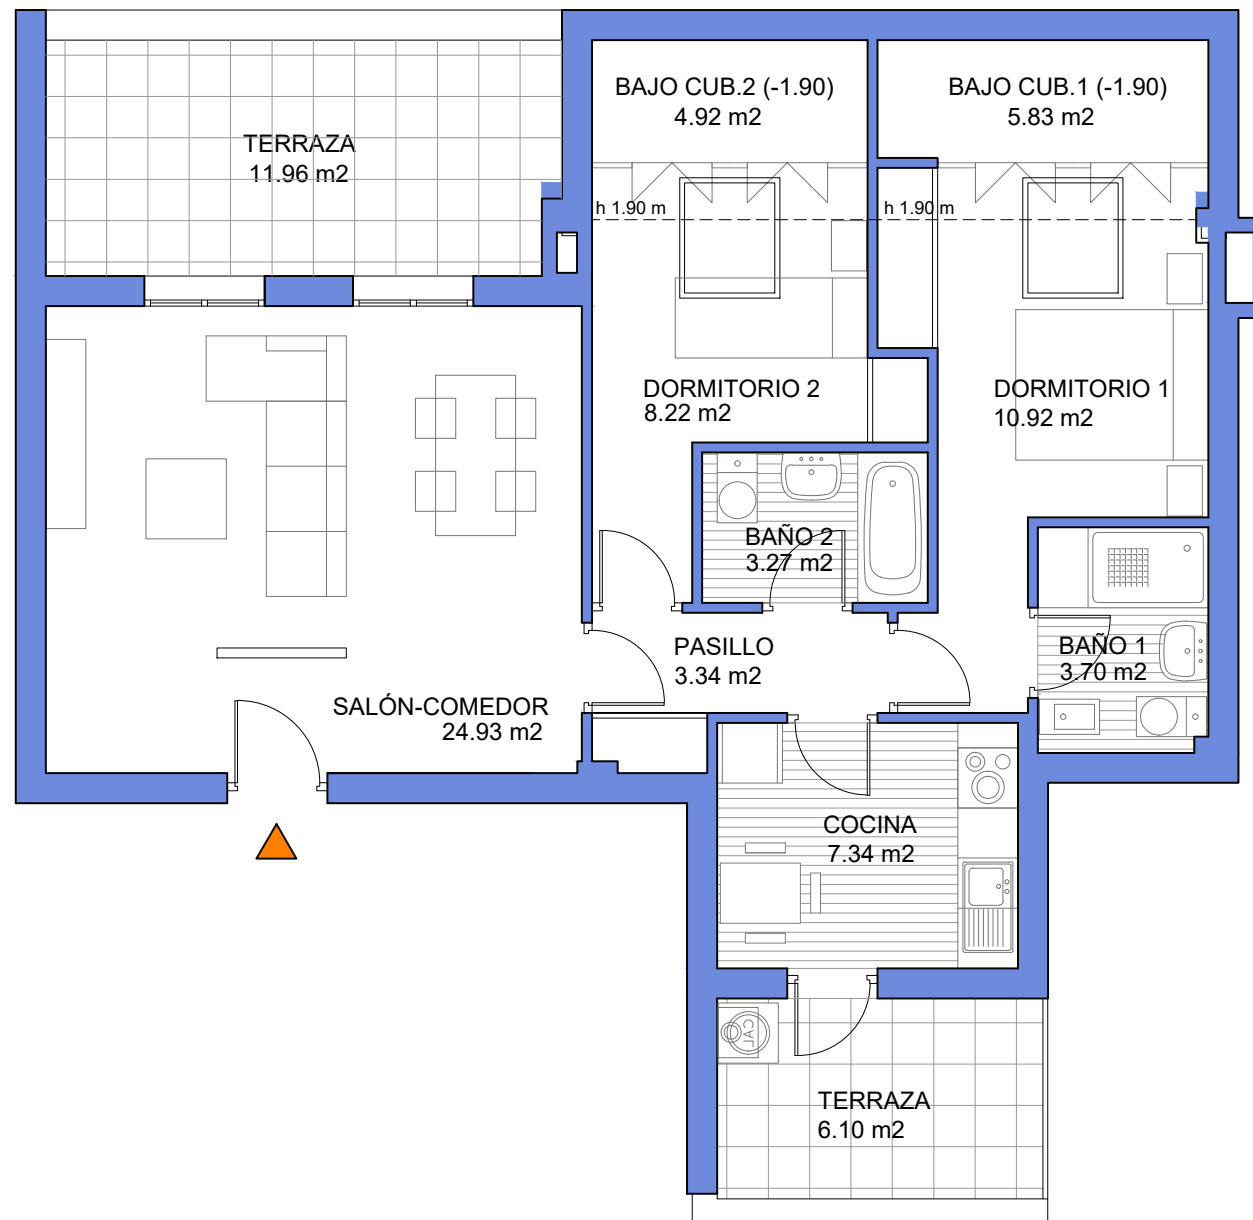 BAJO CUB.2 (-1.90)
4.92 m2
BAJO CUB.1 (-1.90)
5.83 m2
TERRAZA
11.96 m2
h 1.90 m
h 1.90 m
DORMITORIO 2
8.22 m2
DORMITORIO 1
10.92 m2
BAÑO 2
3.27 m2
PASILLO
3.34 m2
BAÑO 1
3.70 m2
SALÓN-COMEDOR
24.93 m2
COCINA
7.34 m2
CAL
TERRAZA
6.10 m2